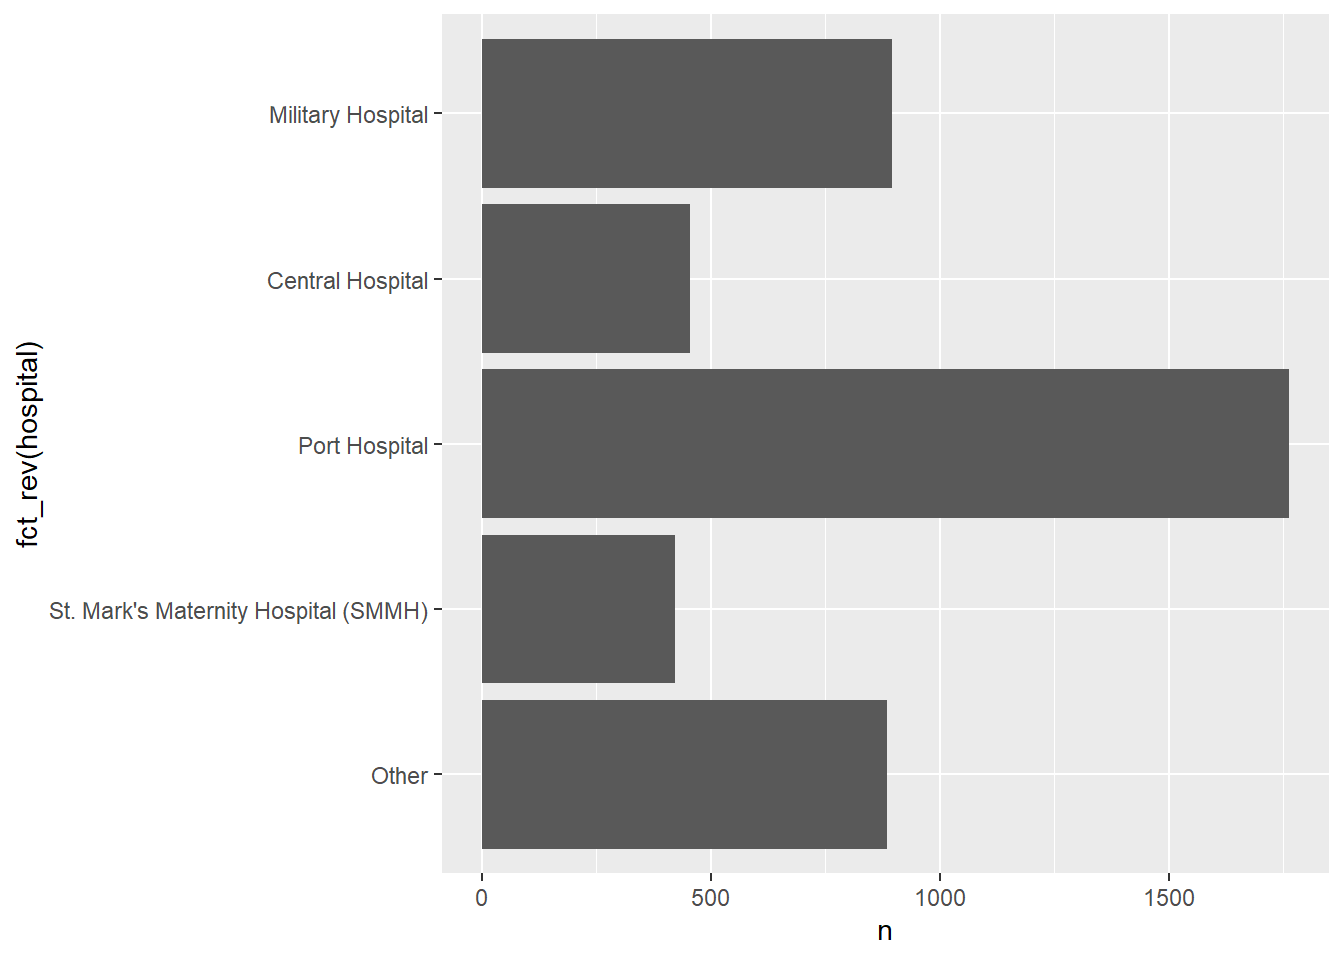 Military Hospital
Central Hospital
Port Hospital
St. Mark's Maternity Hospital (SMMH)
Other
fct_rev(hospital)
0 500 1000 1500
n